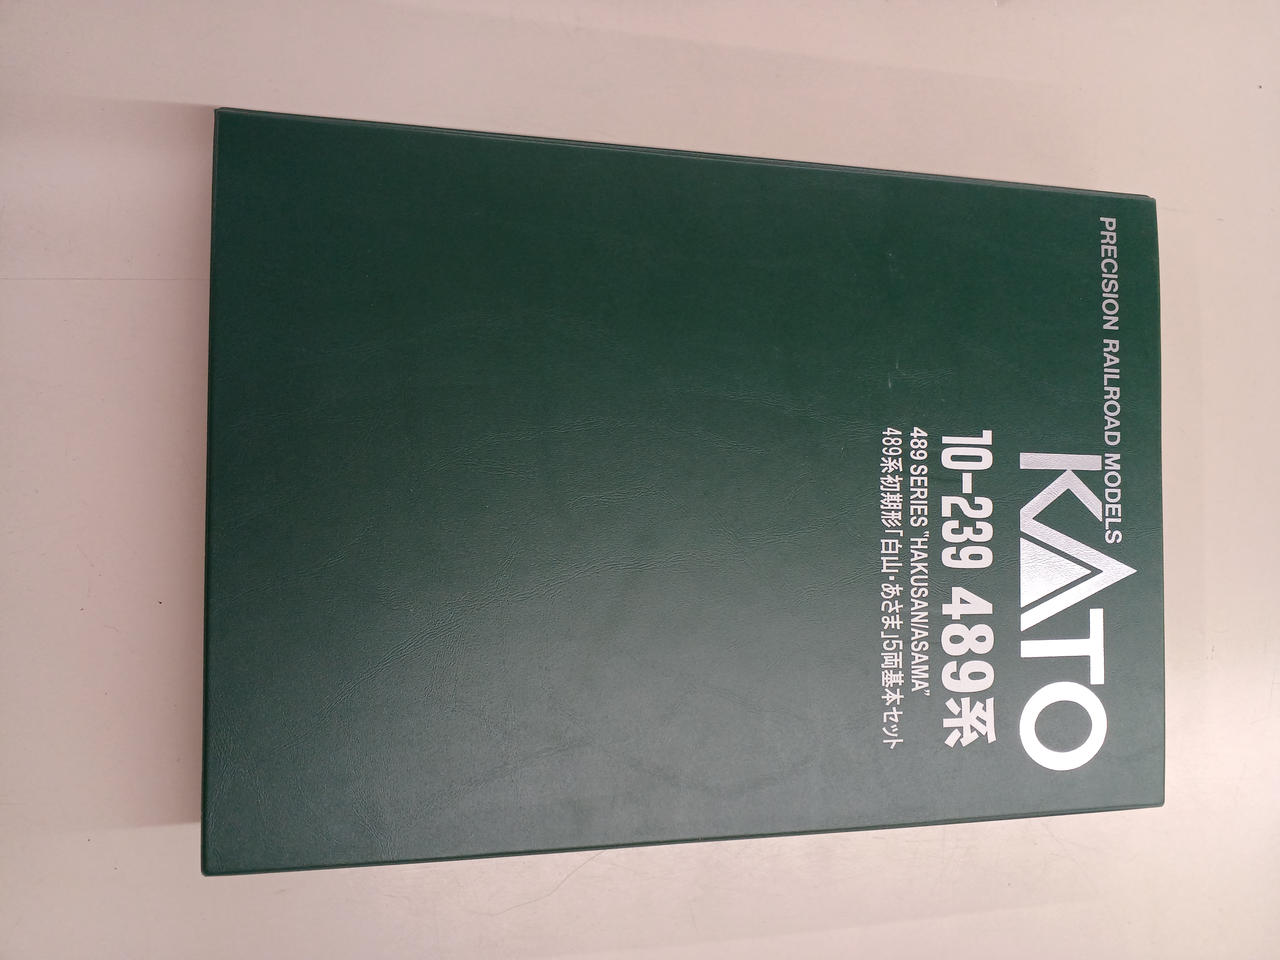 PRECISION RAILROAD MODELS
KATO
10-239 489系
489 SERIES "HAKUSAN/ASAMA"
489系初期形「白山・あさま」5両基本セット